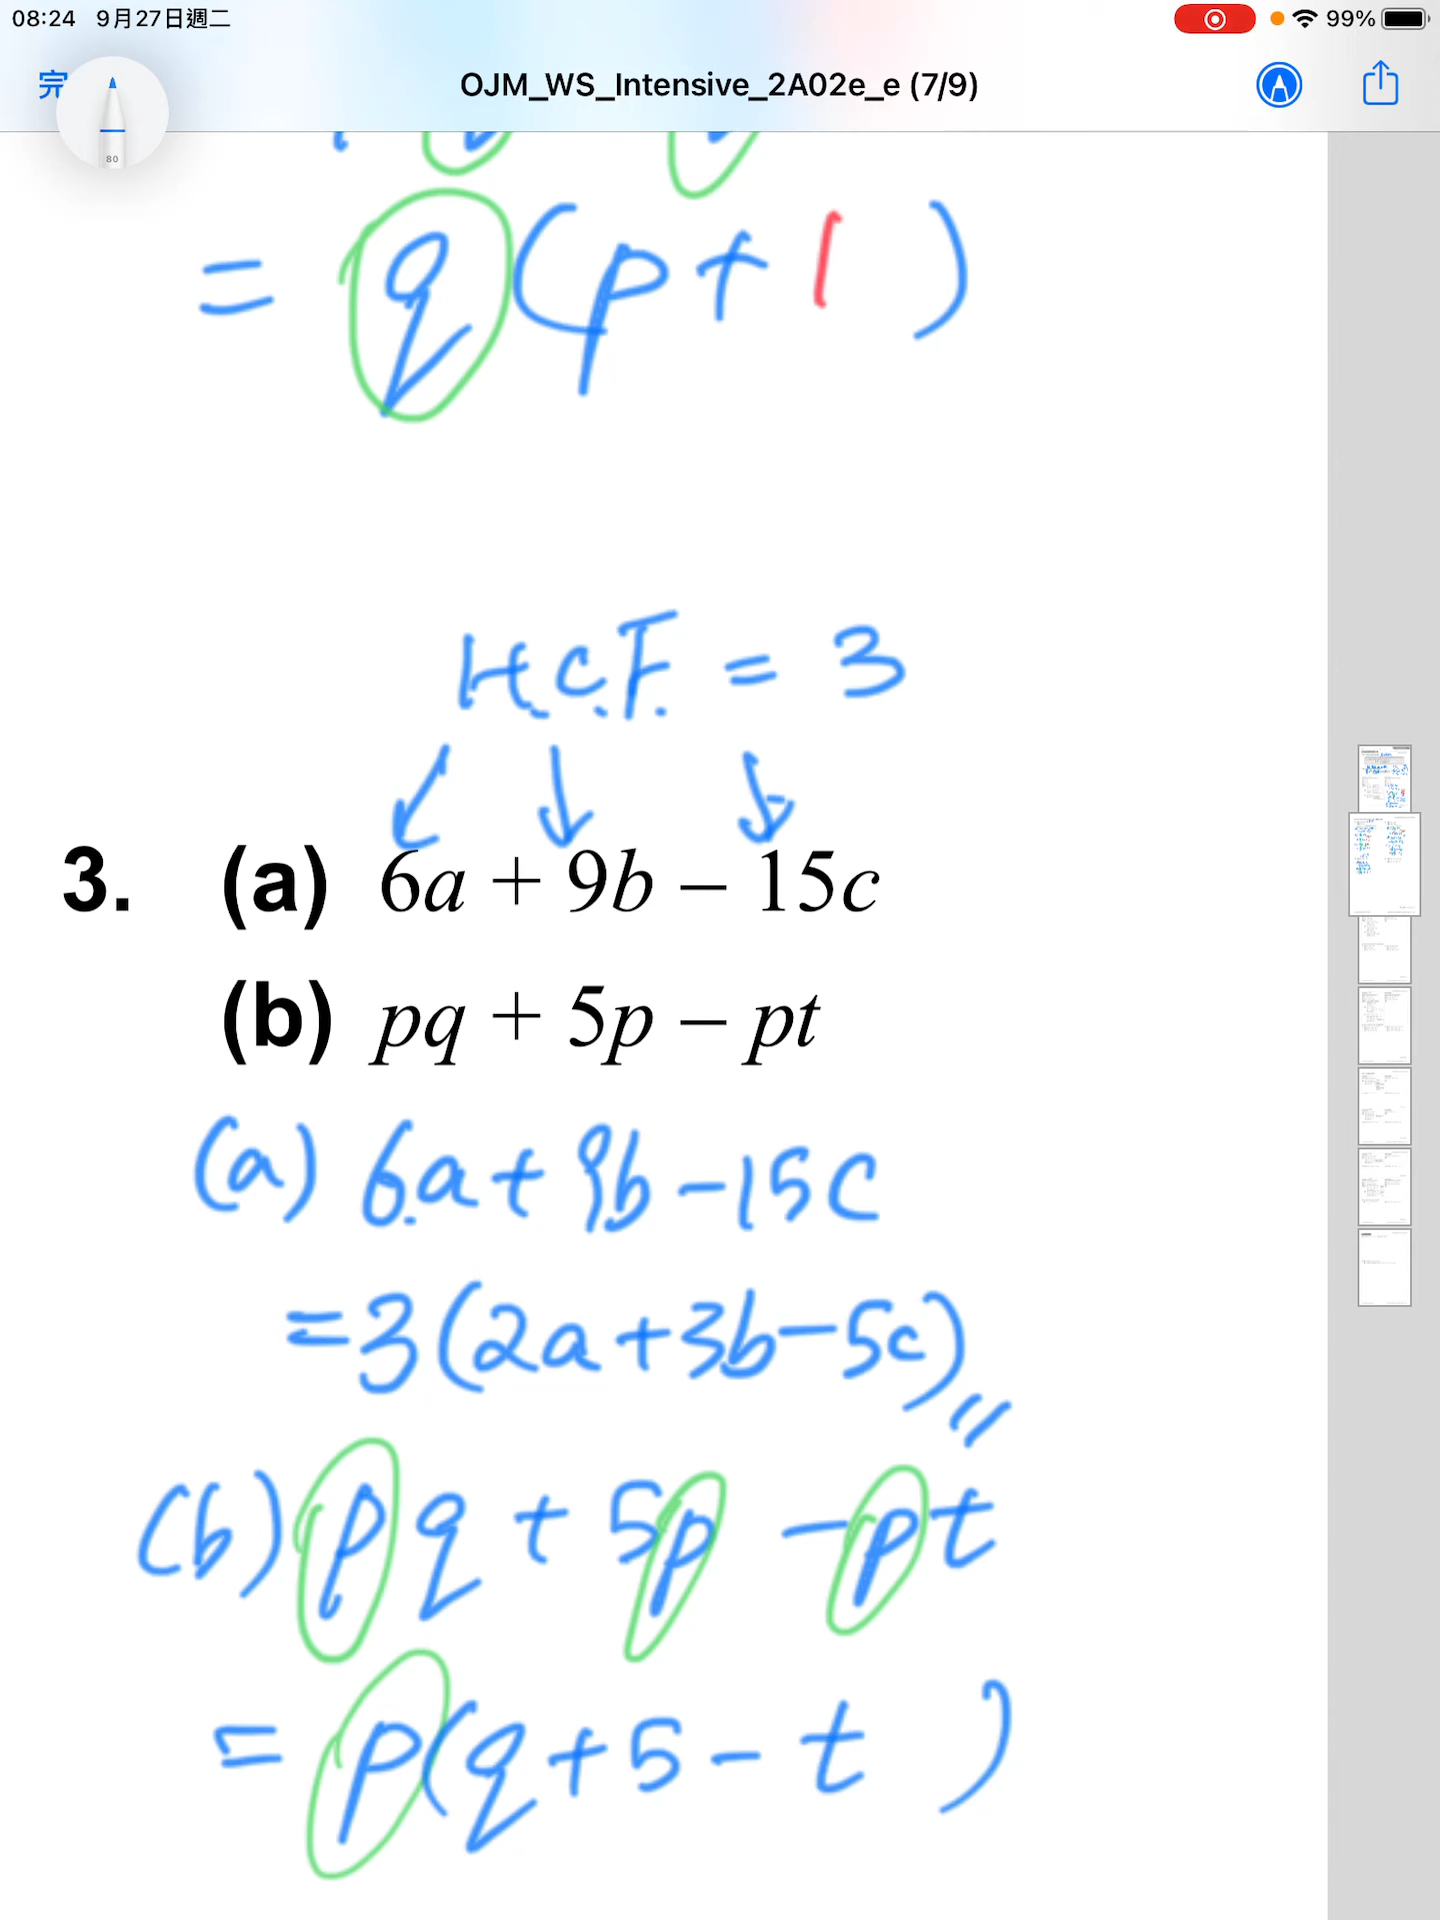 08:24 9月27日週二 99%
完 OJM_WS_Intensive_2A02e_e (7/9)
80
= q(p+1)
H.C.F. = 3
3. (a) 6a + 9b – 15c
(b) pq + 5p – pt
(a) 6a + 9b - 15c
= 3(2a + 3b - 5c)
(b) pq + 5p - pt
= p(q + 5 - t)